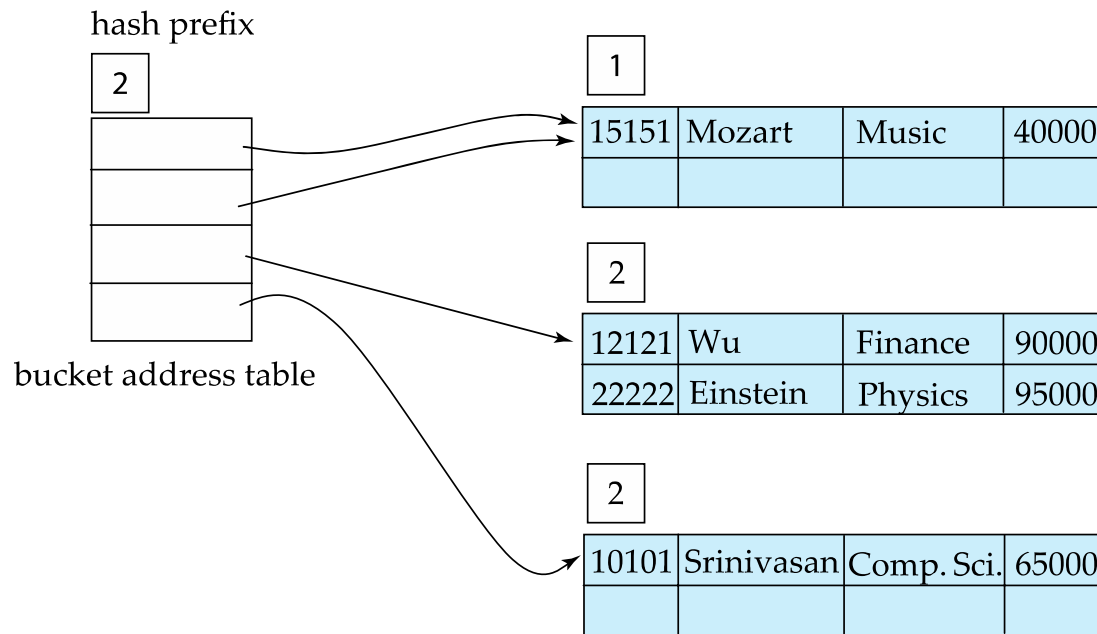 hash prefix
2
bucket address table
1
15151 Mozart Music 40000
2
12121 Wu Finance 90000
22222 Einstein Physics 95000
2
10101 Srinivasan Comp. Sci. 65000